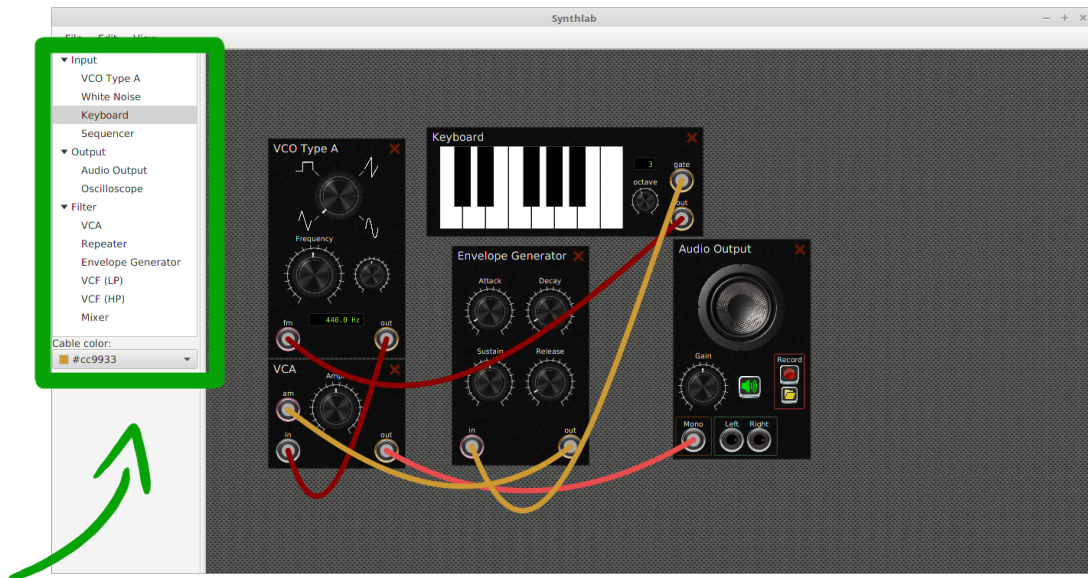 Synthlab
File Edit View
Input
VCO Type A
White Noise
Keyboard
Sequencer
Output
Audio Output
Oscilloscope
Filter
VCA
Repeater
Envelope Generator
VCF (LP)
VCF (HP)
Mixer
Cable color:
#cc9933
VCO Type A
Frequency
440.0 Hz
fm out
VCA
am
in out
Keyboard
3
octave
gate
out
Envelope Generator
Attack Decay
Sustain Release
in out
Audio Output
Gain
Record
Mono Left Right